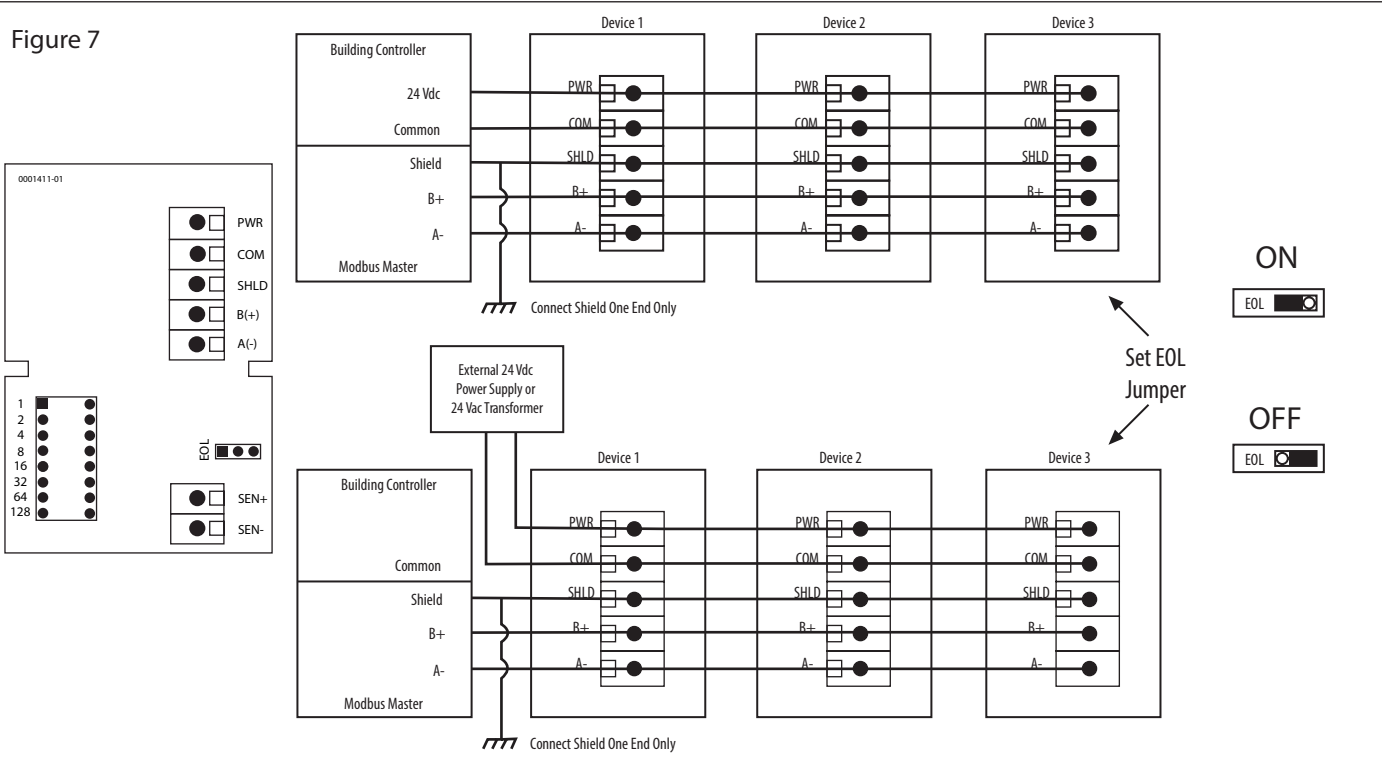 Figure 7
0001411-01
PWR
COM
SHLD
B(+)
A(-)
1
2
4
8
16
32
64
128
EOL
SEN+
SEN-
Device 1
Device 2
Device 3
Building Controller
24 Vdc
Common
Shield
B+
A-
Modbus Master
PWR
COM
SHLD
B+
A-
PWR
COM
SHLD
B+
A-
PWR
COM
SHLD
B+
A-
Connect Shield One End Only
External 24 Vdc
Power Supply or
24 Vac Transformer
Set EOL
Jumper
ON
EOL
OFF
EOL
Device 1
Device 2
Device 3
Building Controller
Common
Shield
B+
A-
Modbus Master
PWR
COM
SHLD
B+
A-
PWR
COM
SHLD
B+
A-
PWR
COM
SHLD
B+
A-
Connect Shield One End Only